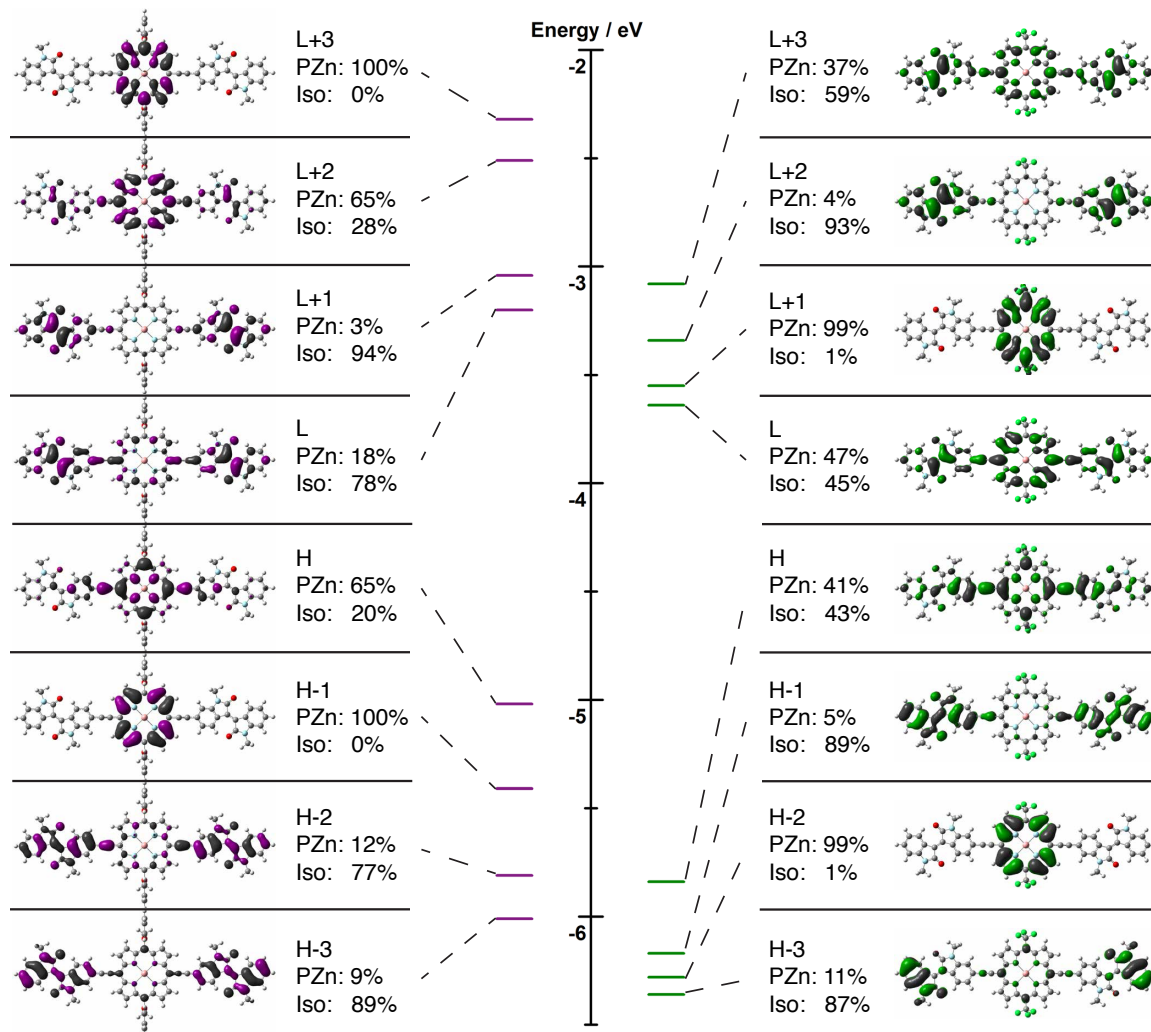 Energy / eV
L+3
PZn: 100%
Iso: 0%
L+2
PZn: 65%
Iso: 28%
L+1
PZn: 3%
Iso: 94%
L
PZn: 18%
Iso: 78%
H
PZn: 65%
Iso: 20%
H-1
PZn: 100%
Iso: 0%
H-2
PZn: 12%
Iso: 77%
H-3
PZn: 9%
Iso: 89%
-2
-3
-4
-5
-6
L+3
PZn: 37%
Iso: 59%
L+2
PZn: 4%
Iso: 93%
L+1
PZn: 99%
Iso: 1%
L
PZn: 47%
Iso: 45%
H
PZn: 41%
Iso: 43%
H-1
PZn: 5%
Iso: 89%
H-2
PZn: 99%
Iso: 1%
H-3
PZn: 11%
Iso: 87%